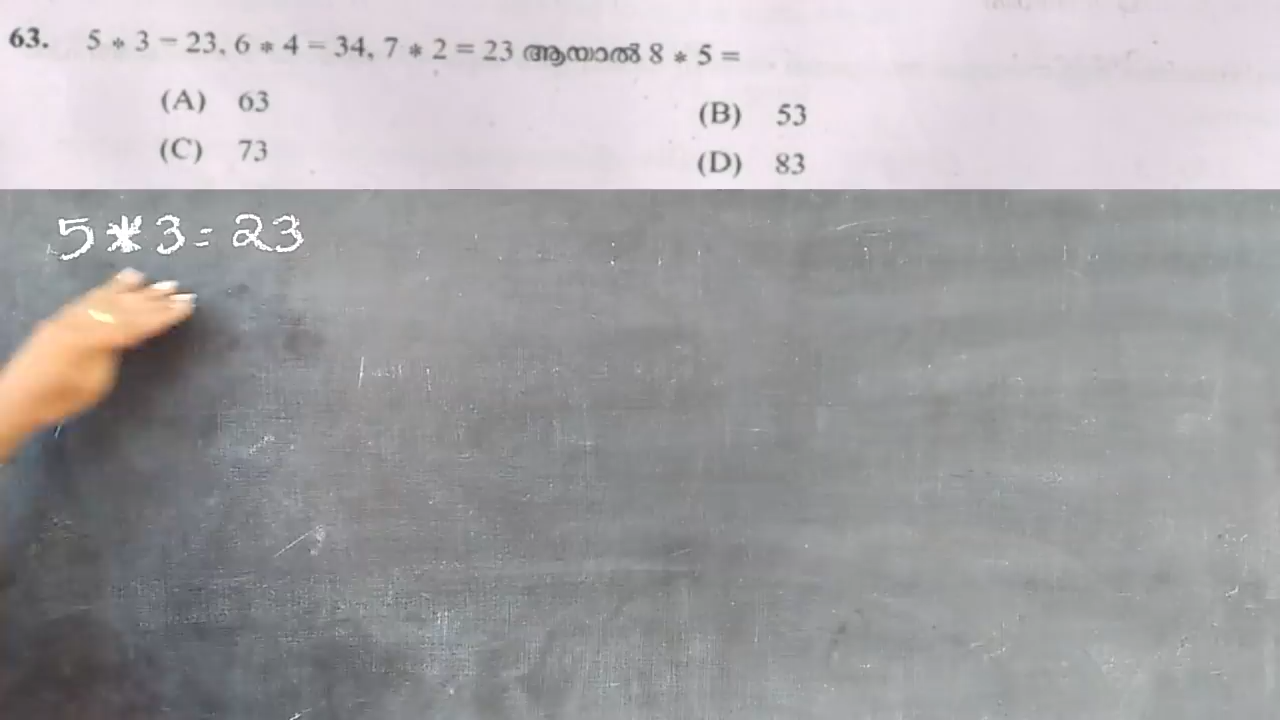 63. 5 * 3 = 23, 6 * 4 = 34, 7 * 2 = 23 ആയാൽ 8 * 5 =
(A) 63 (B) 53
(C) 73 (D) 83
5 * 3 = 23